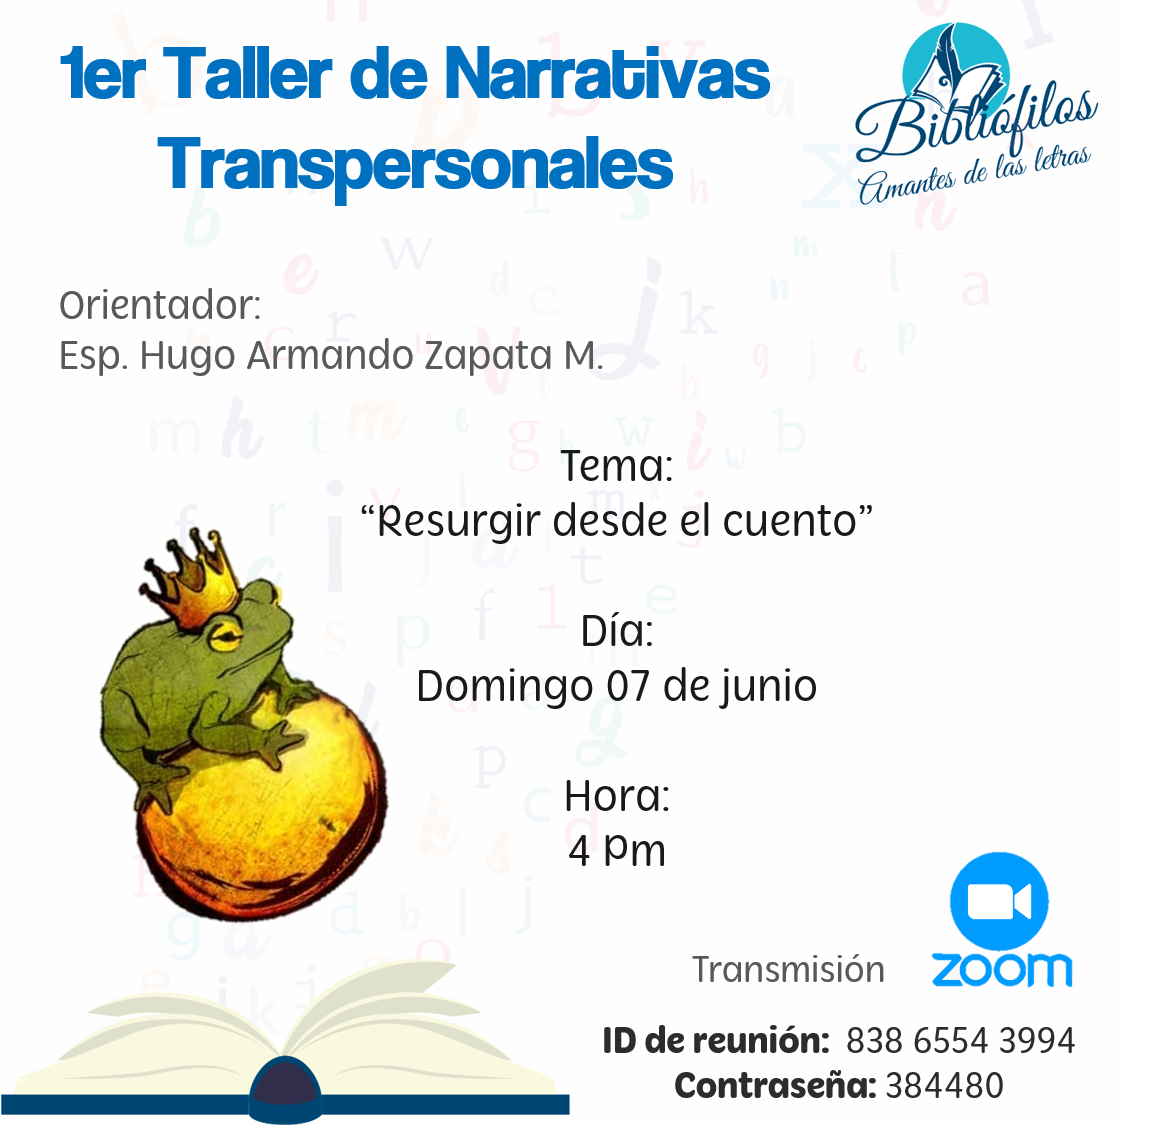 1er Taller de Narrativas
Transpersonales
Bibliófilos
Amantes de las letras
Orientador:
Esp. Hugo Armando Zapata M.
Tema:
“Resurgir desde el cuento”
Día:
Domingo 07 de junio
Hora:
4 pm
Transmisión
zoom
ID de reunión: 838 6554 3994
Contraseña: 384480